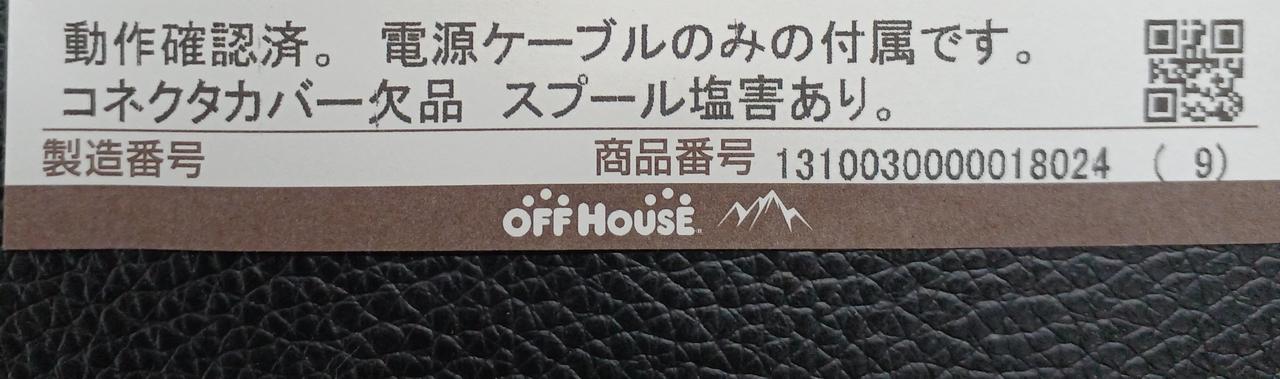 動作確認済。 電源ケーブルのみの付属です。
コネクタカバー欠品 スプール塩害あり。
製造番号 商品番号 1310030000018024 ( 9)
OFF HOUSE